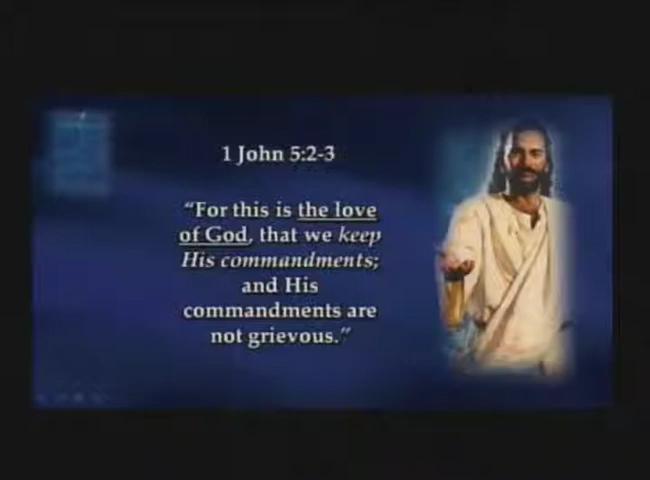 1 John 5:2-3
“For this is the love
of God, that we keep
His commandments;
and His
commandments are
not grievous.”